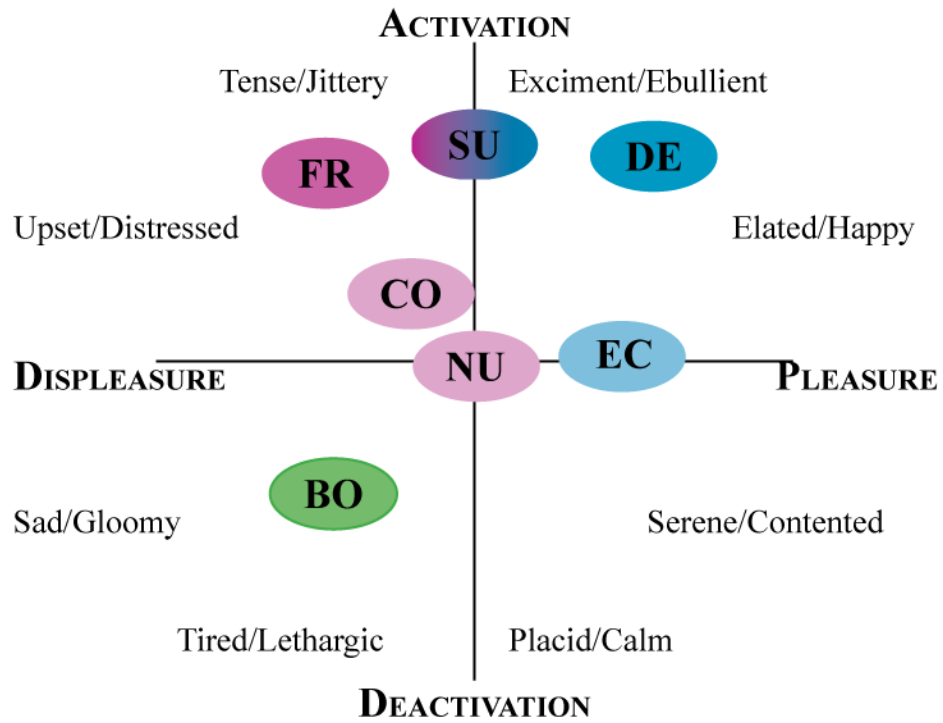 ACTIVATION
Tense/Jittery
Exciment/Ebullient
SU
DE
FR
Upset/Distressed
Elated/Happy
CO
NU
EC
DISPLEASURE
PLEASURE
BO
Sad/Gloomy
Serene/Contented
Tired/Lethargic
Placid/Calm
DEACTIVATION